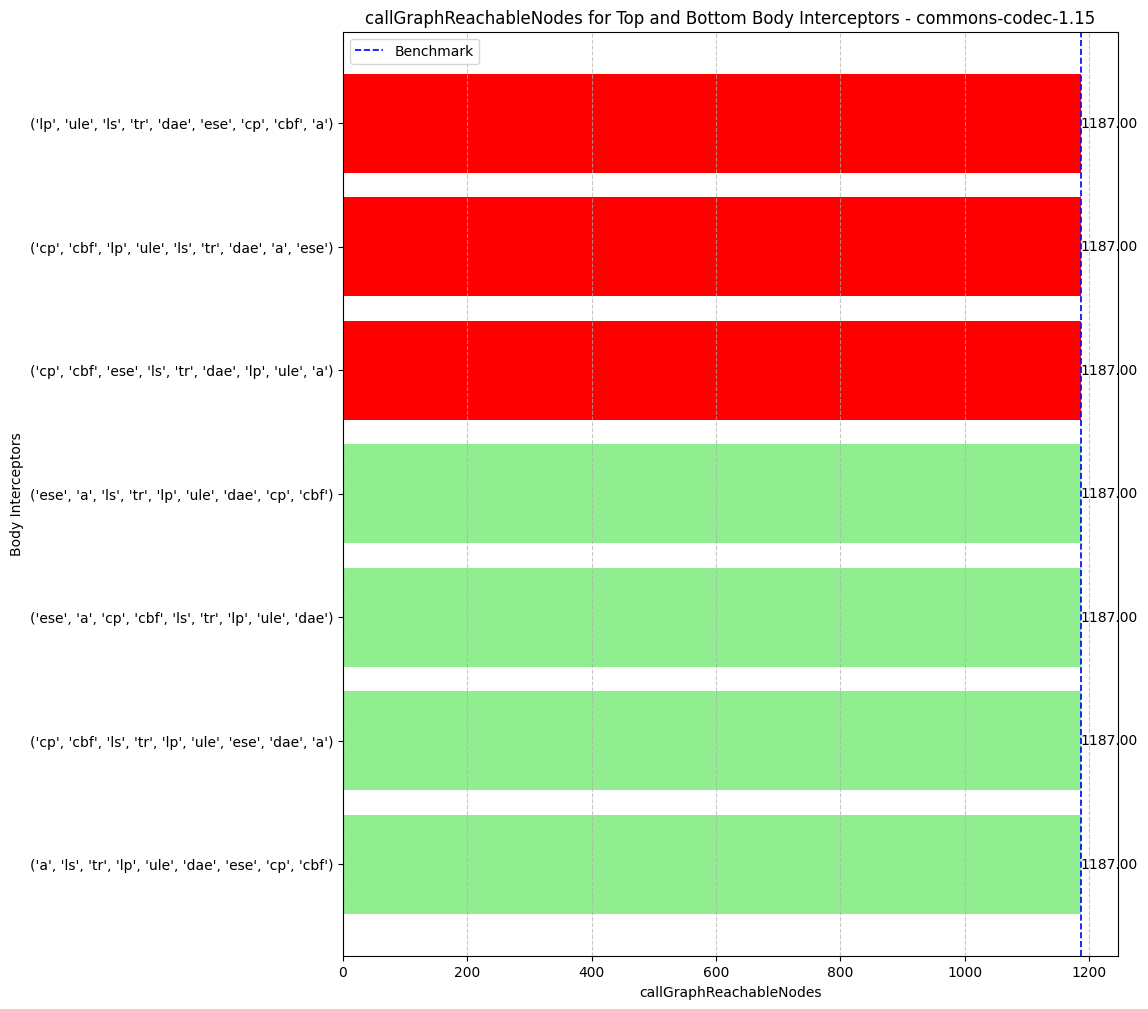 callGraphReachableNodes for Top and Bottom Body Interceptors - commons-codec-1.15
Benchmark
('lp', 'ule', 'ls', 'tr', 'dae', 'ese', 'cp', 'cbf', 'a')
1187.00
('cp', 'cbf', 'lp', 'ule', 'ls', 'tr', 'dae', 'a', 'ese')
1187.00
('cp', 'cbf', 'ese', 'ls', 'tr', 'dae', 'lp', 'ule', 'a')
1187.00
('ese', 'a', 'ls', 'tr', 'lp', 'ule', 'dae', 'cp', 'cbf')
1187.00
('ese', 'a', 'cp', 'cbf', 'ls', 'tr', 'lp', 'ule', 'dae')
1187.00
('cp', 'cbf', 'ls', 'tr', 'lp', 'ule', 'ese', 'dae', 'a')
1187.00
('a', 'ls', 'tr', 'lp', 'ule', 'dae', 'ese', 'cp', 'cbf')
1187.00
Body Interceptors
0 200 400 600 800 1000 1200
callGraphReachableNodes